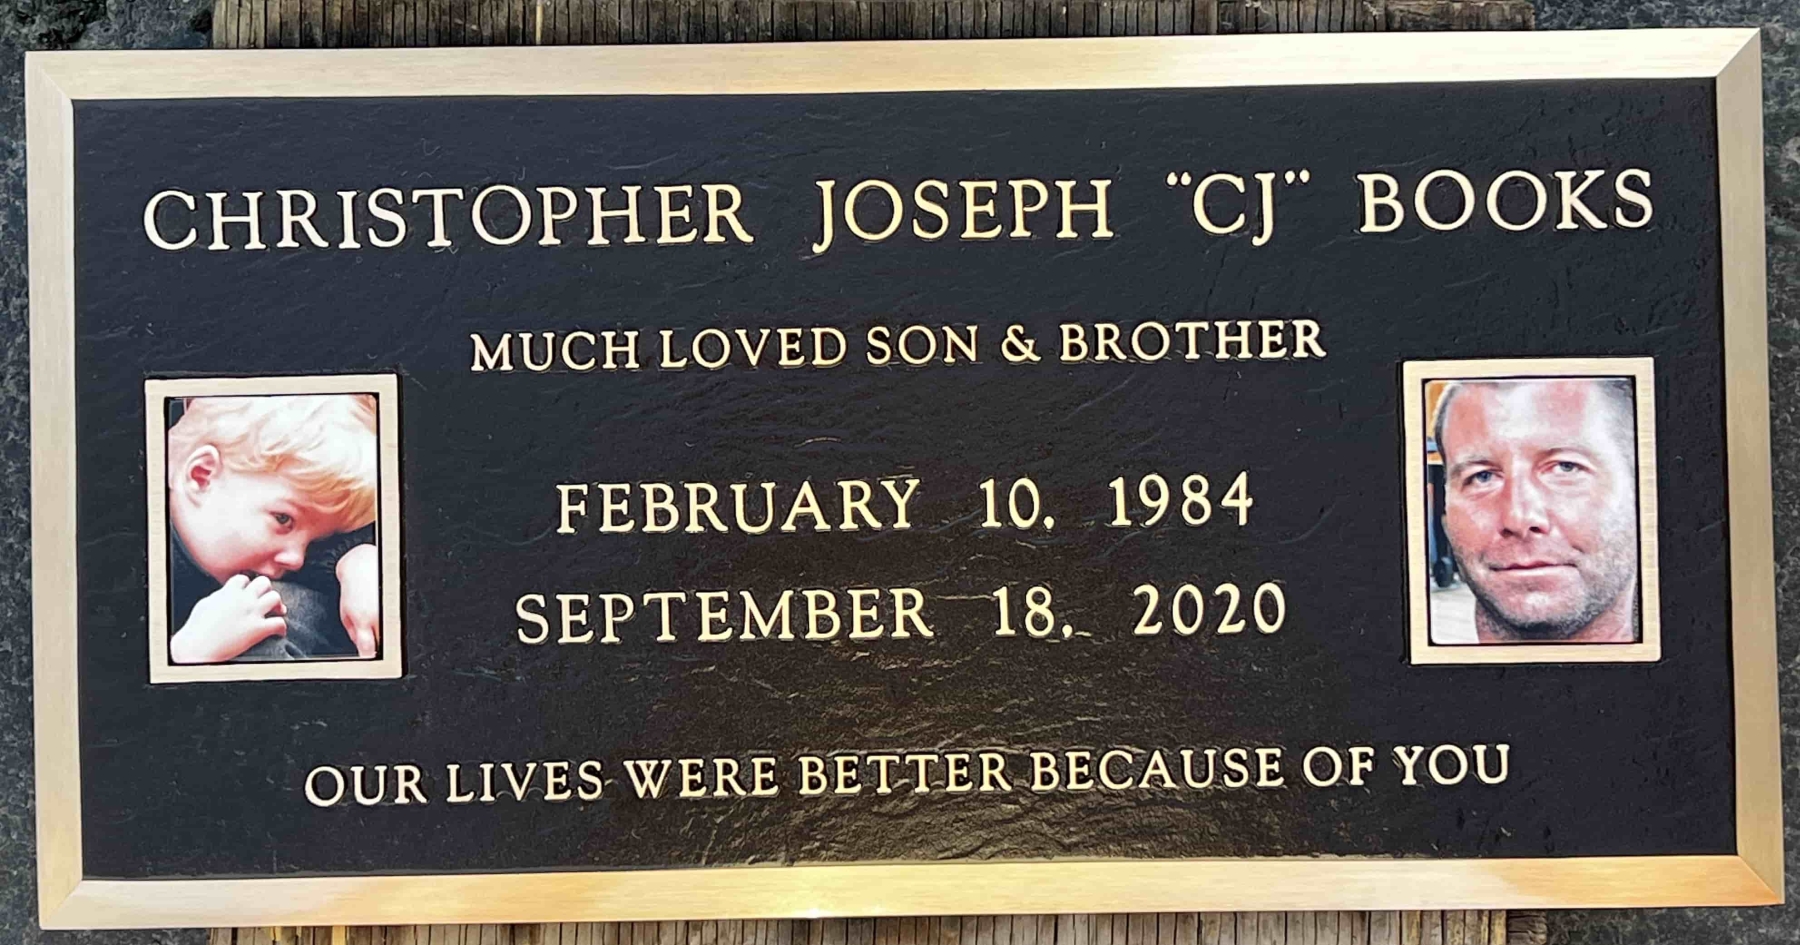 CHRISTOPHER JOSEPH "CJ" BOOKS
MUCH LOVED SON & BROTHER
FEBRUARY 10, 1984
SEPTEMBER 18, 2020
OUR LIVES WERE BETTER BECAUSE OF YOU